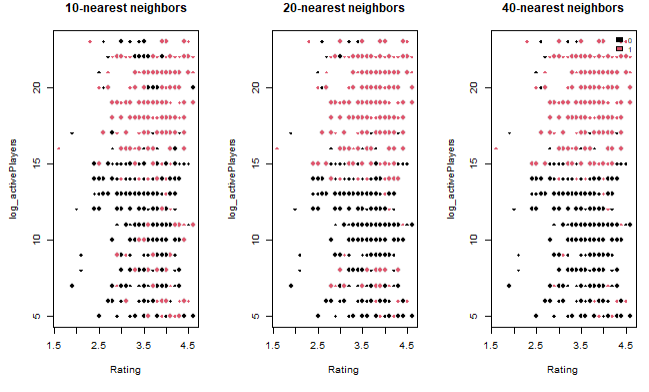 10-nearest neighbors
20-nearest neighbors
40-nearest neighbors
log_activePlayers
20
15
10
5
1.5
2.5
3.5
4.5
Rating
log_activePlayers
20
15
10
5
1.5
2.5
3.5
4.5
Rating
log_activePlayers
20
15
10
5
1.5
2.5
3.5
4.5
Rating
0
1